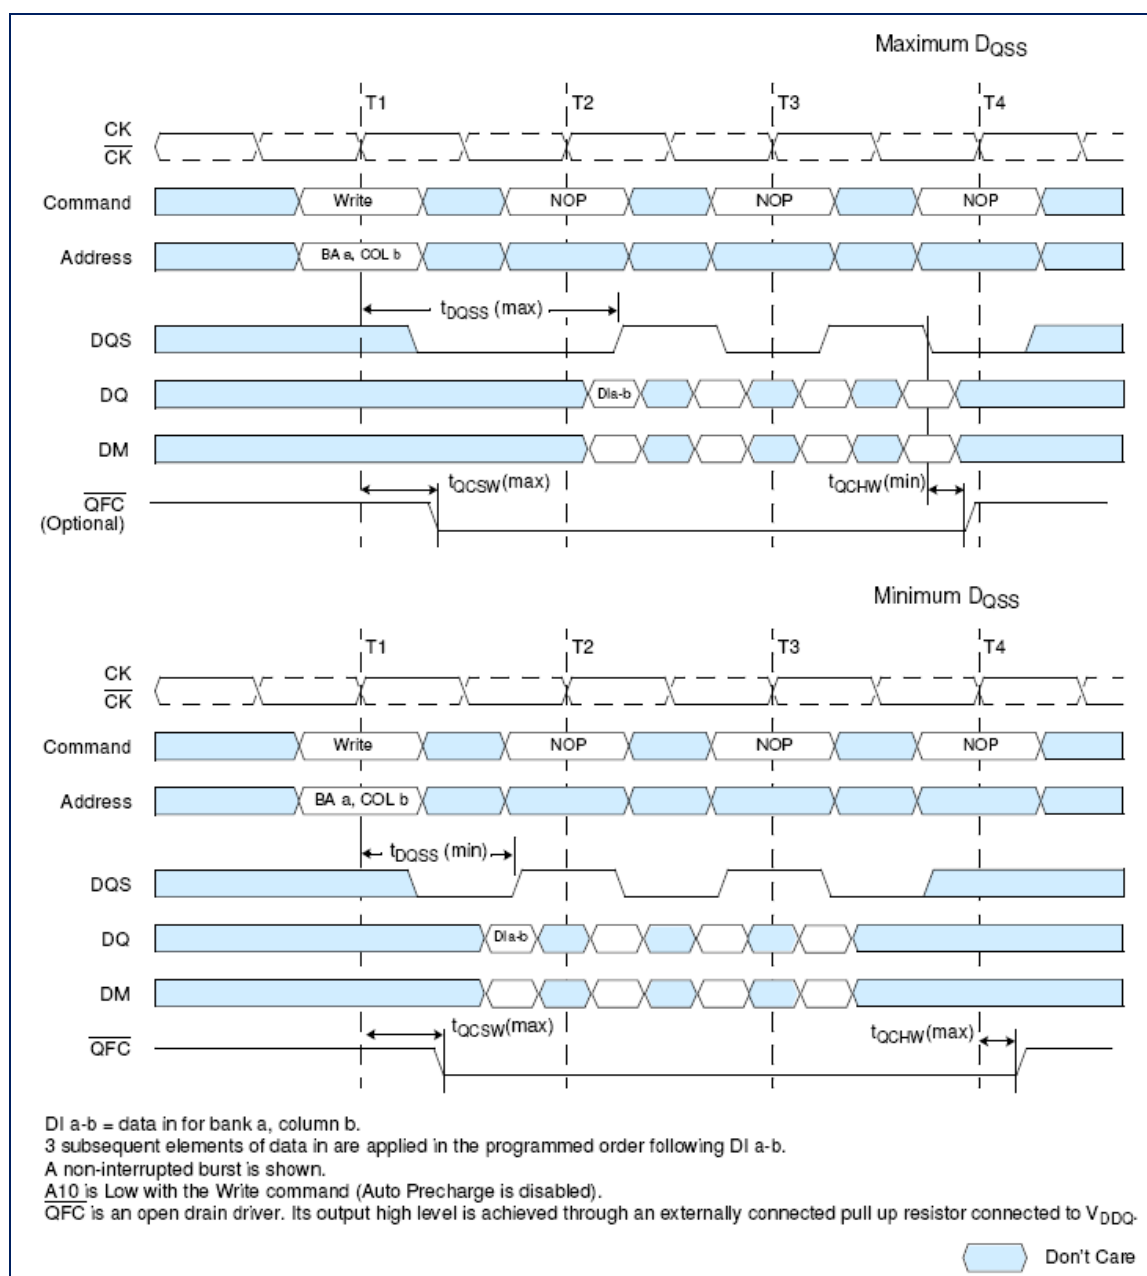 Maximum DQSS
T1 T2 T3 T4
CK
CK
Command Write NOP NOP NOP
Address BA a, COL b
tDQSS (max)
DQS
DQ DIa-b
DM
tQCSW(max) tQCHW(min)
QFC
(Optional)
Minimum DQSS
T1 T2 T3 T4
CK
CK
Command Write NOP NOP NOP
Address BA a, COL b
tDQSS (min)
DQS
DQ DI a-b
DM
tQCSW(max) tQCHW(max)
QFC
DI a-b = data in for bank a, column b.
3 subsequent elements of data in are applied in the programmed order following DI a-b.
A non-interrupted burst is shown.
A10 is Low with the Write command (Auto Precharge is disabled).
QFC is an open drain driver. Its output high level is achieved through an externally connected pull up resistor connected to VDDQ.
Don't Care